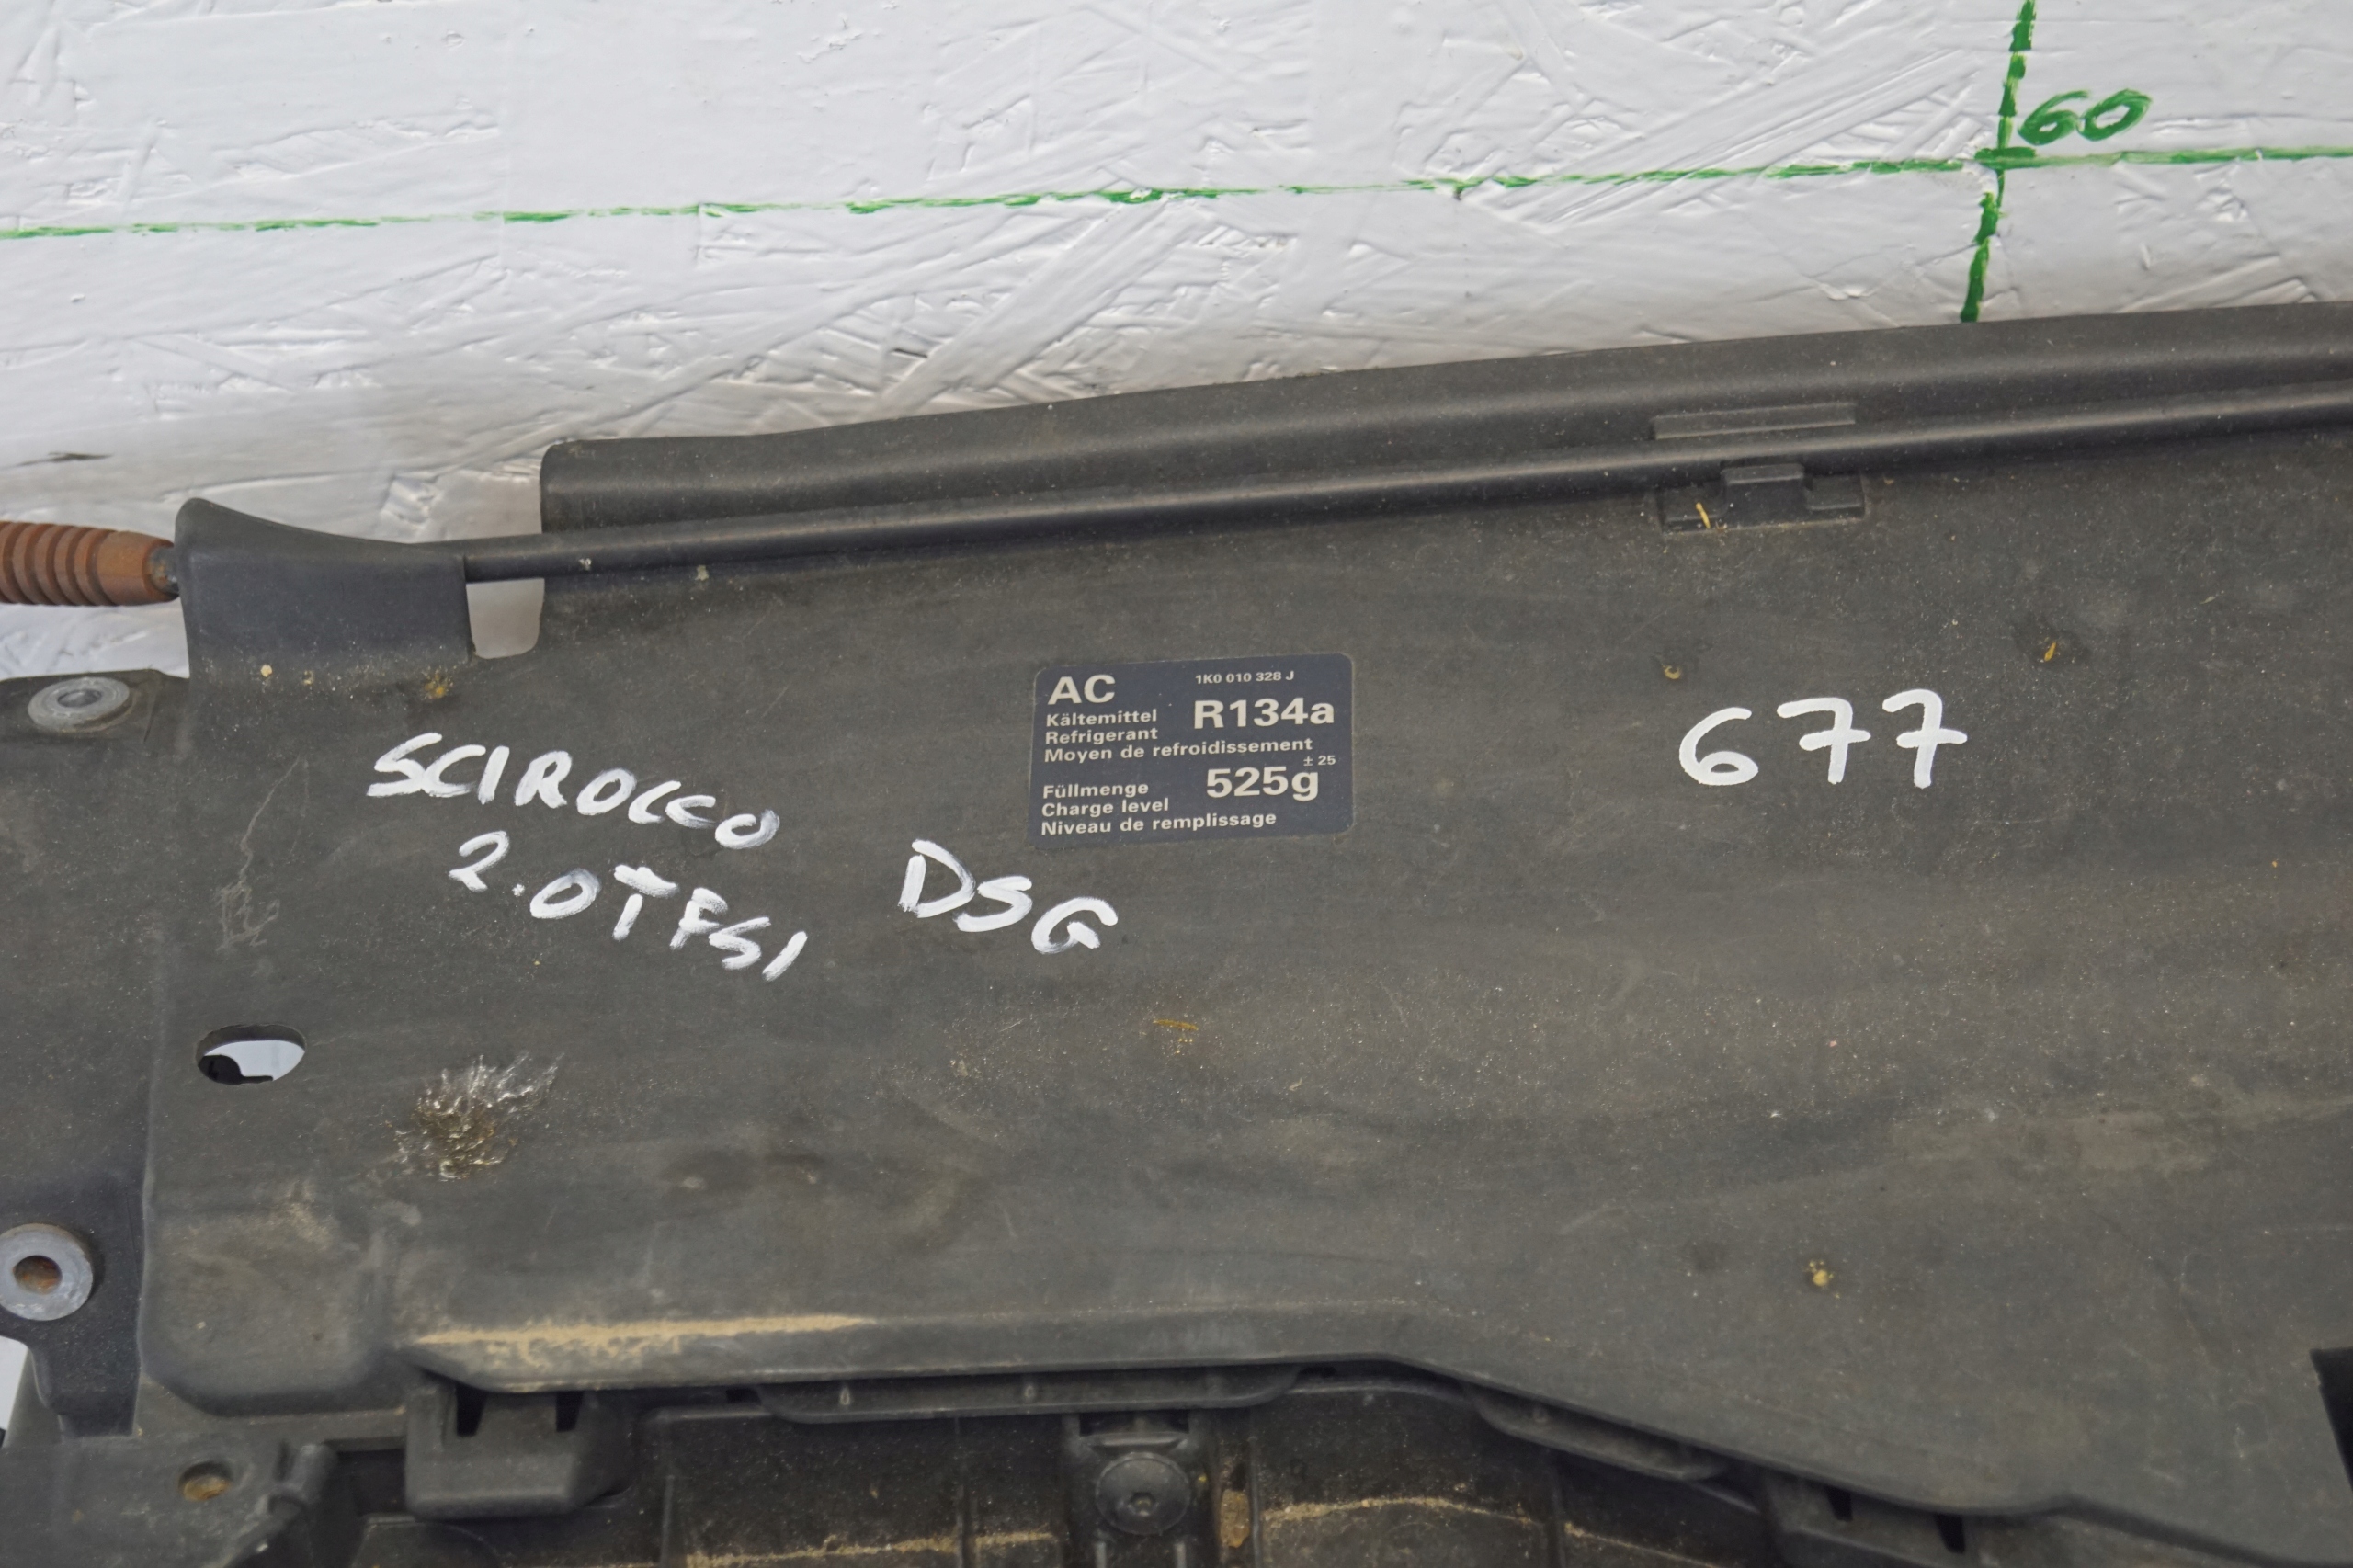 60
AC 1K0 010 328 J
Kältemittel R134a
Refrigerant
Moyen de refroidissement
Füllmenge 525g ± 25
Charge level
Niveau de remplissage
677
SCIROCCO
2.0TFSI DSG